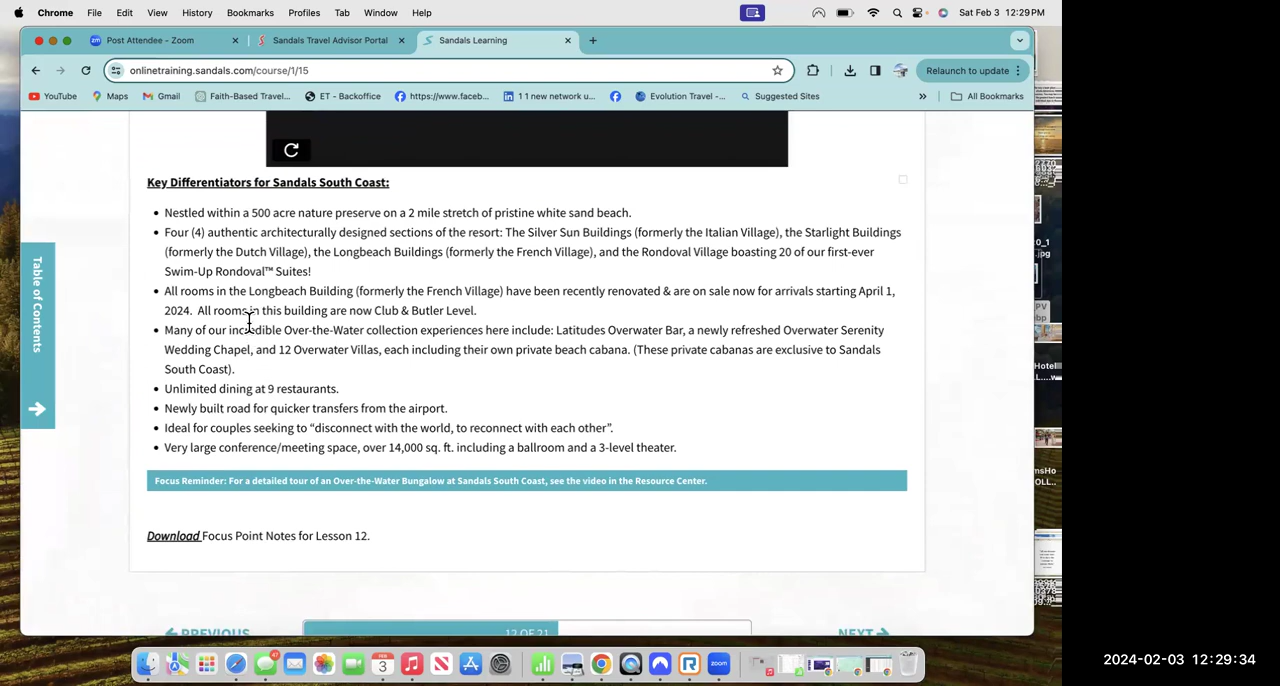 Chrome File Edit View History Bookmarks Profiles Tab Window Help Sat Feb 3 12:29 PM
zm Post Attendee - Zoom Sandals Travel Advisor Portal Sandals Learning
onlinetraining.sandals.com/course/1/15 Relaunch to update
YouTube Maps Gmail Faith-Based Travel... ET - Backoffice https://www.faceb... 1 1 new network u... Evolution Travel -... Suggested Sites » All Bookmarks
Key Differentiators for Sandals South Coast:
• Nestled within a 500 acre nature preserve on a 2 mile stretch of pristine white sand beach.
• Four (4) authentic architecturally designed sections of the resort: The Silver Sun Buildings (formerly the Italian Village), the Starlight Buildings
(formerly the Dutch Village), the Longbeach Buildings (formerly the French Village), and the Rondoval Village boasting 20 of our first-ever
Swim-Up Rondoval™ Suites!
• All rooms in the Longbeach Building (formerly the French Village) have been recently renovated & are on sale now for arrivals starting April 1,
2024. All rooms in this building are now Club & Butler Level.
• Many of our incredible Over-the-Water collection experiences here include: Latitudes Overwater Bar, a newly refreshed Overwater Serenity
Wedding Chapel, and 12 Overwater Villas, each including their own private beach cabana. (These private cabanas are exclusive to Sandals
South Coast).
• Unlimited dining at 9 restaurants.
• Newly built road for quicker transfers from the airport.
• Ideal for couples seeking to “disconnect with the world, to reconnect with each other”.
• Very large conference/meeting space, over 14,000 sq. ft. including a ballroom and a 3-level theater.
Focus Reminder: For a detailed tour of an Over-the-Water Bungalow at Sandals South Coast, see the video in the Resource Center.
Download Focus Point Notes for Lesson 12.
Table of Contents
PREVIOUS 12 OF 21 NEXT
47 FEB 3 zoom
2024-02-03 12:29:34